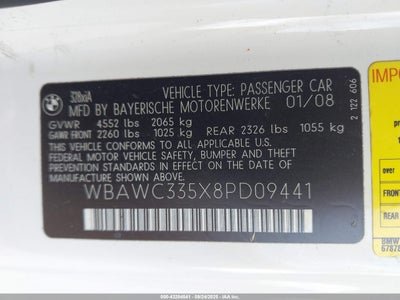 328xiA
VEHICLE TYPE: PASSENGER CAR
MFD BY BAYERISCHE MOTORENWERKE 01/08
GVWR 4552 lbs 2065 kg
GAWR FRONT 2260 lbs 1025 kg REAR 2326 lbs 1055 kg
THIS VEHICLE CONFORMS TO ALL APPLICABLE
FEDERAL MOTOR VEHICLE SAFETY, BUMPER AND THEFT
PREVENTION STANDARDS IN EFFECT ON THE DATE OF
MANUFACTURE SHOWN ABOVE.
WBAWC335X8PD09441
2 122 606
IMPO
BMW